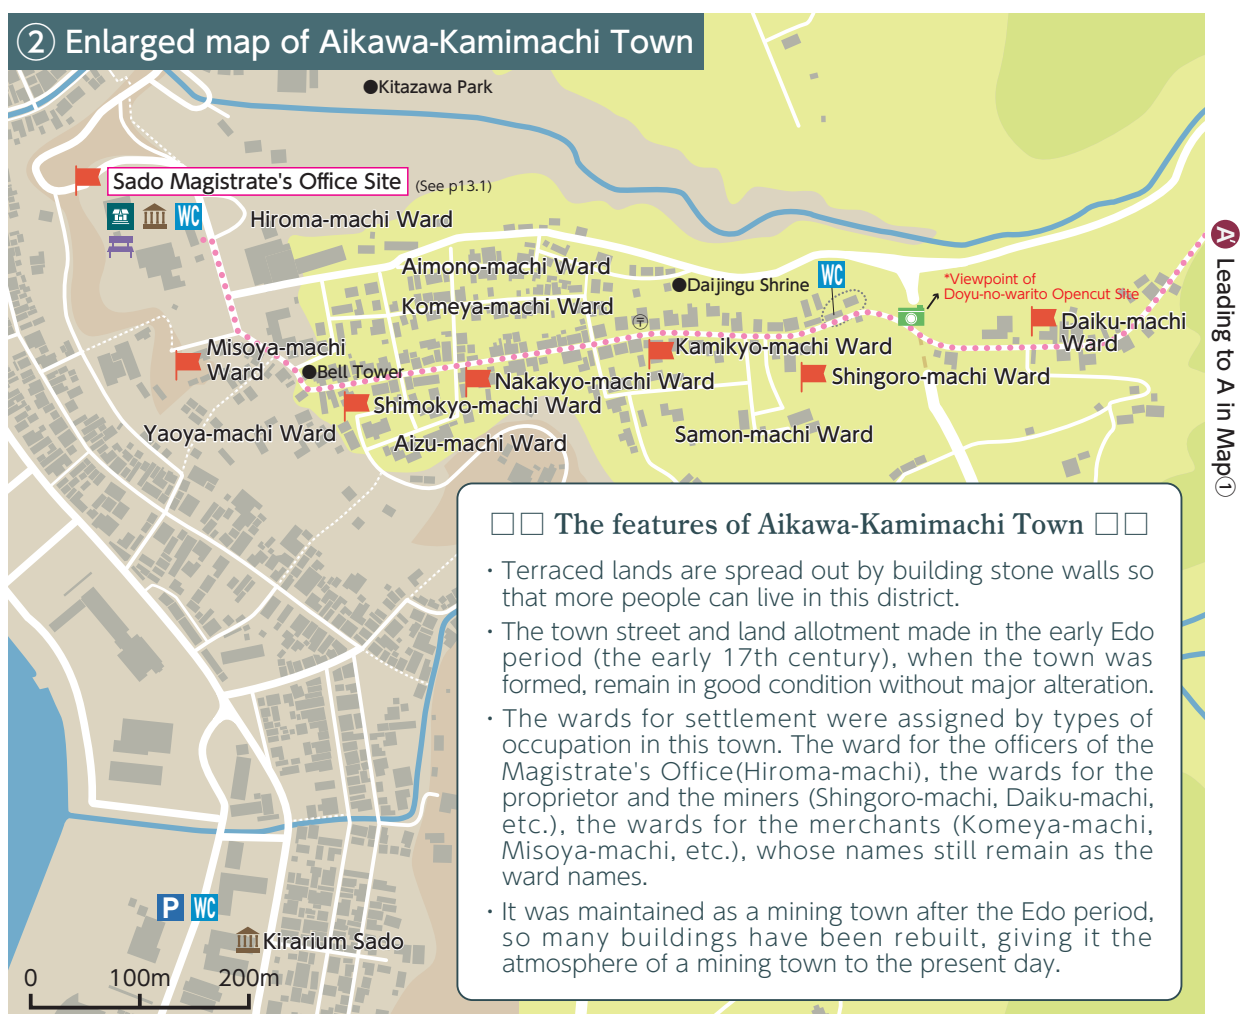 ② Enlarged map of Aikawa-Kamimachi Town
●Kitazawa Park
Sado Magistrate's Office Site (See p13.1)
WC
Hiroma-machi Ward
Aimono-machi Ward
Komeya-machi Ward
●Daijingu Shrine
WC
*Viewpoint of
Doyu-no-warito Opencut Site
Daiku-machi
Ward
A'
Leading to A in Map①
〒
Misoya-machi
Ward
●Bell Tower
Kamikyo-machi Ward
Nakakyo-machi Ward
Shingoro-machi Ward
Shimokyo-machi Ward
Yaoya-machi Ward
Aizu-machi Ward
Samon-machi Ward
□□ The features of Aikawa-Kamimachi Town □□
・Terraced lands are spread out by building stone walls so
that more people can live in this district.
・The town street and land allotment made in the early Edo
period (the early 17th century), when the town was
formed, remain in good condition without major alteration.
・The wards for settlement were assigned by types of
occupation in this town. The ward for the officers of the
Magistrate's Office(Hiroma-machi), the wards for the
proprietor and the miners (Shingoro-machi, Daiku-machi,
etc.), the wards for the merchants (Komeya-machi,
Misoya-machi, etc.), whose names still remain as the
ward names.
・It was maintained as a mining town after the Edo period,
so many buildings have been rebuilt, giving it the
atmosphere of a mining town to the present day.
P WC
Kirarium Sado
0 100m 200m